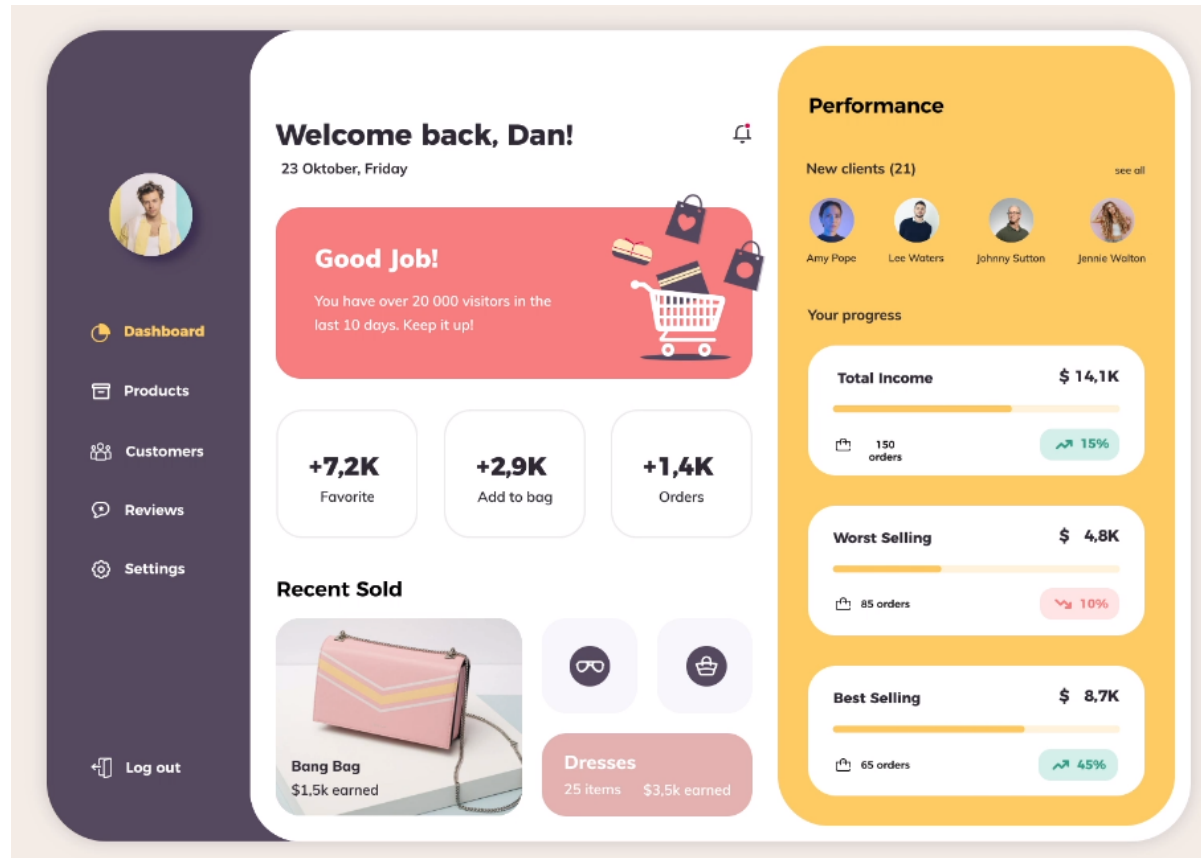 Dashboard
Products
Customers
Reviews
Settings
Log out
Welcome back, Dan!
23 Oktober, Friday
Good Job!
You have over 20 000 visitors in the
last 10 days. Keep it up!
+7,2K
Favorite
+2,9K
Add to bag
+1,4K
Orders
Recent Sold
Bang Bag
$1,5k earned
Dresses
25 items $3,5k earned
Performance
New clients (21) see all
Amy Pope Lee Waters Johnny Sutton Jennie Walton
Your progress
Total Income $ 14,1K
150
orders
15%
Worst Selling $ 4,8K
85 orders 10%
Best Selling $ 8,7K
65 orders 45%